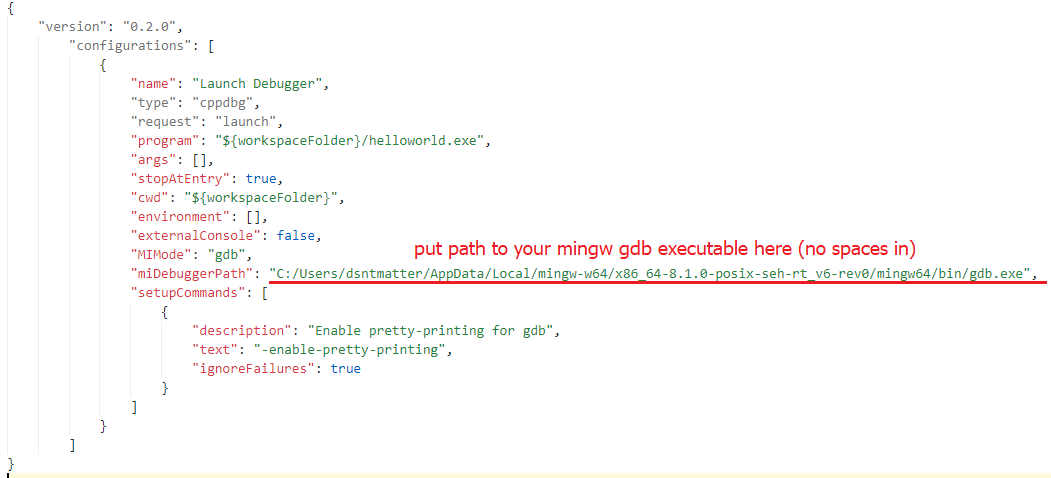 {
    "version": "0.2.0",
        "configurations": [
            {
                "name": "Launch Debugger",
                "type": "cppdbg",
                "request": "launch",
                "program": "${workspaceFolder}/helloworld.exe",
                "args": [],
                "stopAtEntry": true,
                "cwd": "${workspaceFolder}",
                "environment": [],
                "externalConsole": false,
put path to your mingw gdb executable here (no spaces in)
                "MIMode": "gdb",
                "miDebuggerPath": "C:/Users/dsntmatter/AppData/Local/mingw-w64/x86_64-8.1.0-posix-seh-rt_v6-rev0/mingw64/bin/gdb.exe",
                "setupCommands": [
                    {
                        "description": "Enable pretty-printing for gdb",
                        "text": "-enable-pretty-printing",
                        "ignoreFailures": true
                    }
                ]
            }
        ]
}